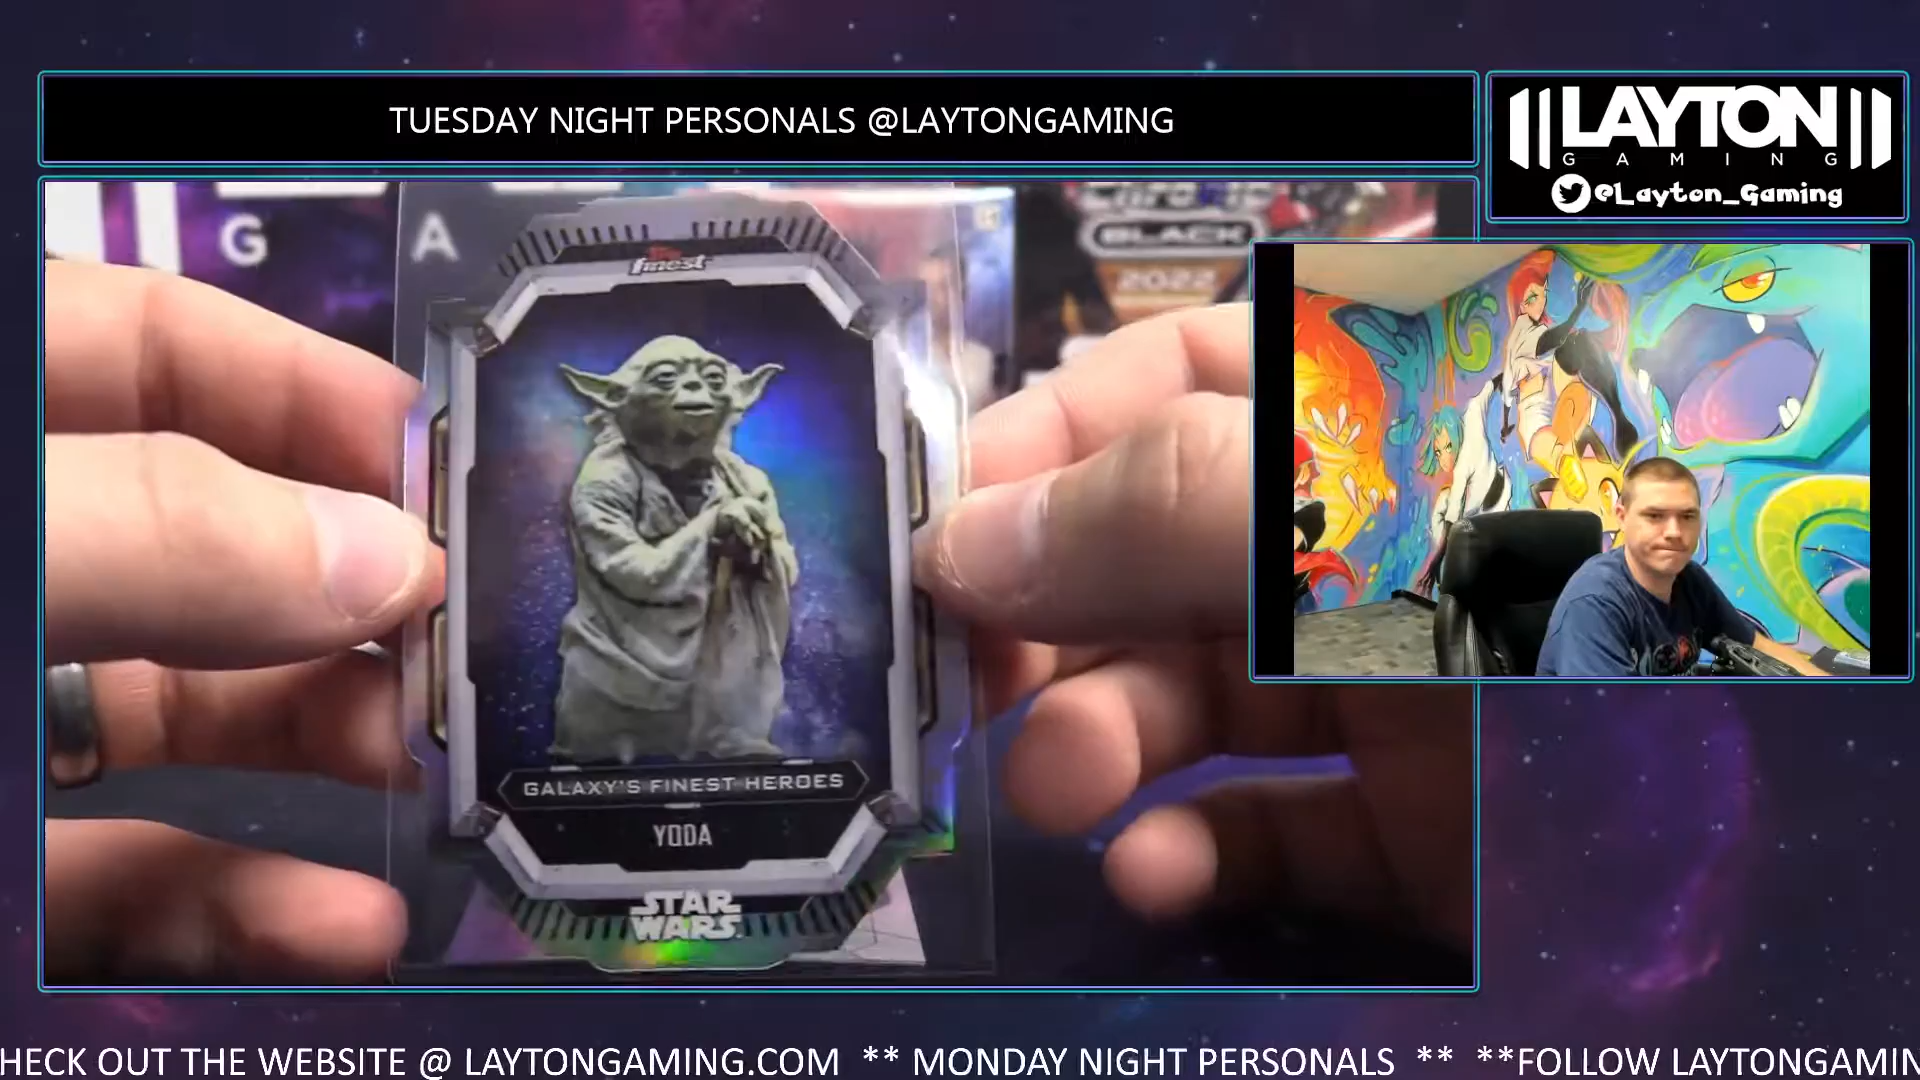 TUESDAY NIGHT PERSONALS @LAYTONGAMING
LAYTON
GAMING
@Layton_Gaming
G A
BLACK
2022
finest
GALAXY'S FINEST HEROES
YODA
STAR
WARS
HECK OUT THE WEBSITE @ LAYTONGAMING.COM ** MONDAY NIGHT PERSONALS ** **FOLLOW LAYTONGAMIN